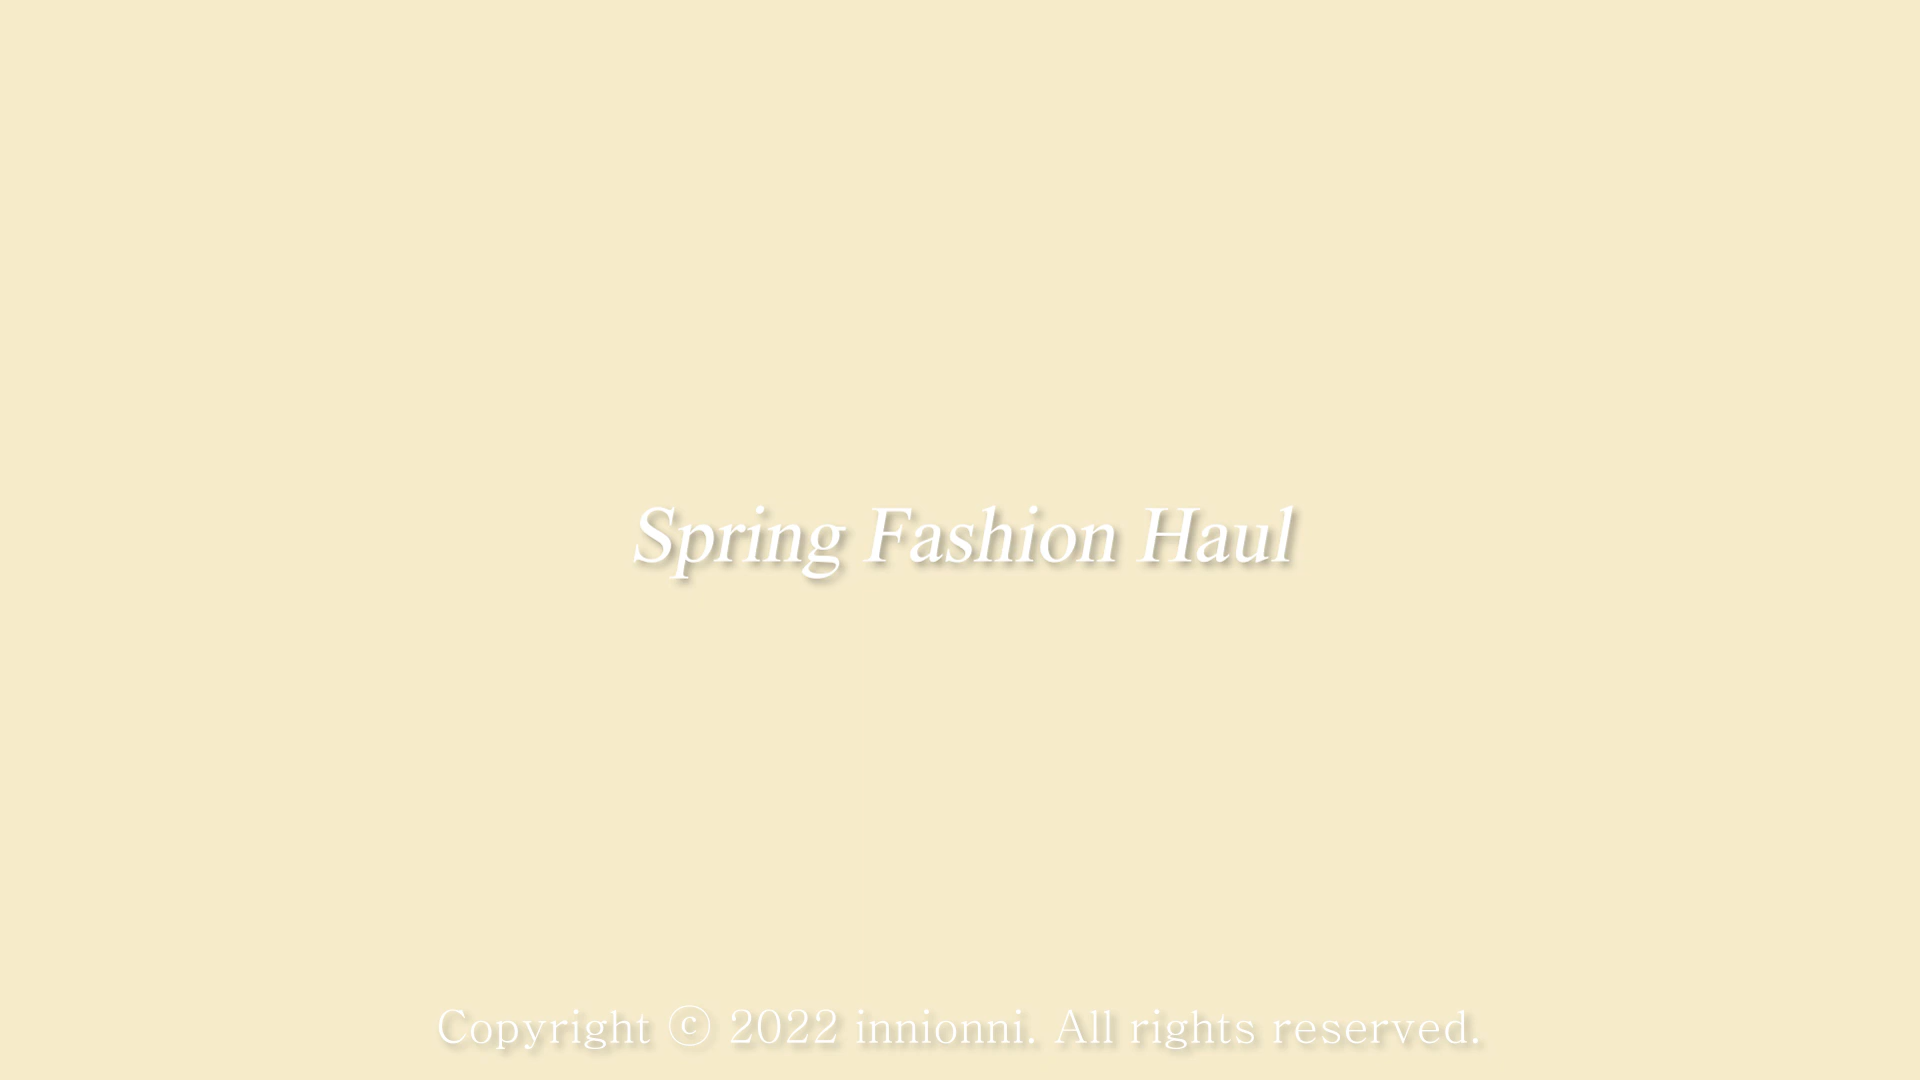 Spring Fashion Haul
Copyright ⓒ 2022 innionni. All rights reserved.